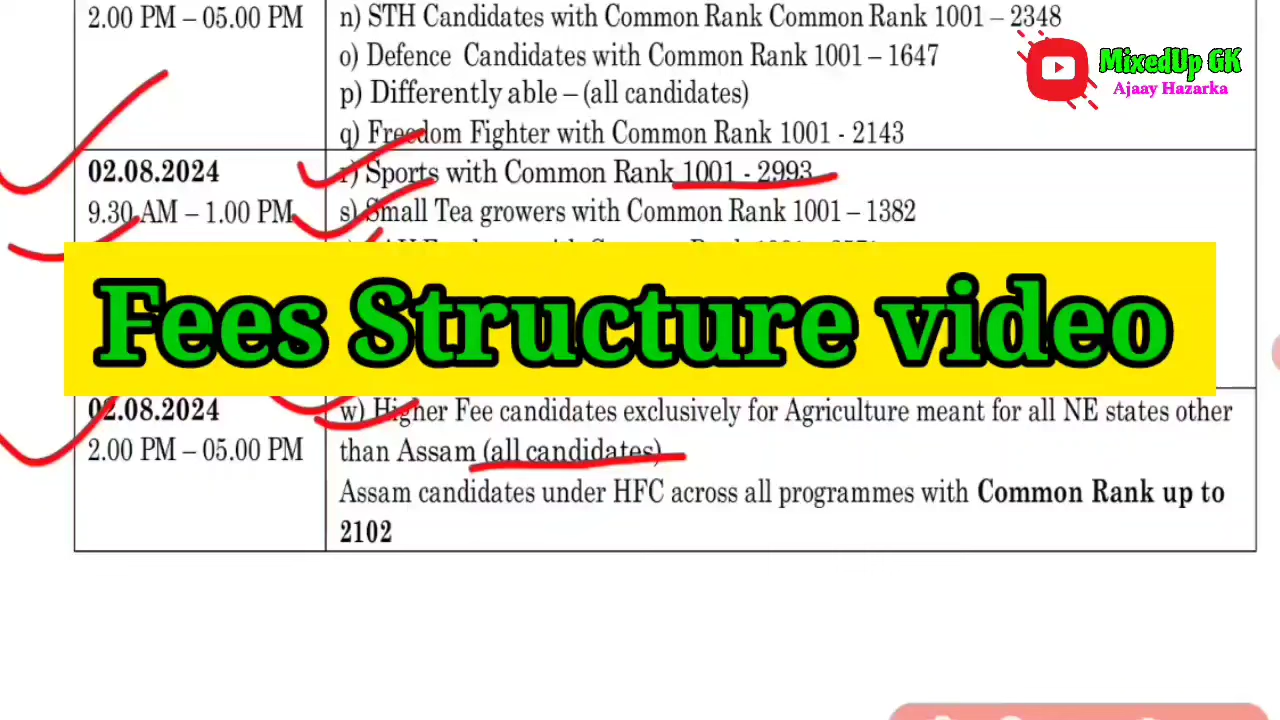 2.00 PM – 05.00 PM
n) STH Candidates with Common Rank Common Rank 1001 – 2348
o) Defence Candidates with Common Rank 1001 – 1647
p) Differently able – (all candidates)
q) Freedom Fighter with Common Rank 1001 - 2143
MixedUp GK
Ajaay Hazarka
02.08.2024
9.30 AM – 1.00 PM
r) Sports with Common Rank 1001 - 2993
s) Small Tea growers with Common Rank 1001 – 1382
Fees Structure video
02.08.2024
2.00 PM – 05.00 PM
w) Higher Fee candidates exclusively for Agriculture meant for all NE states other
than Assam (all candidates)
Assam candidates under HFC across all programmes with Common Rank up to
2102